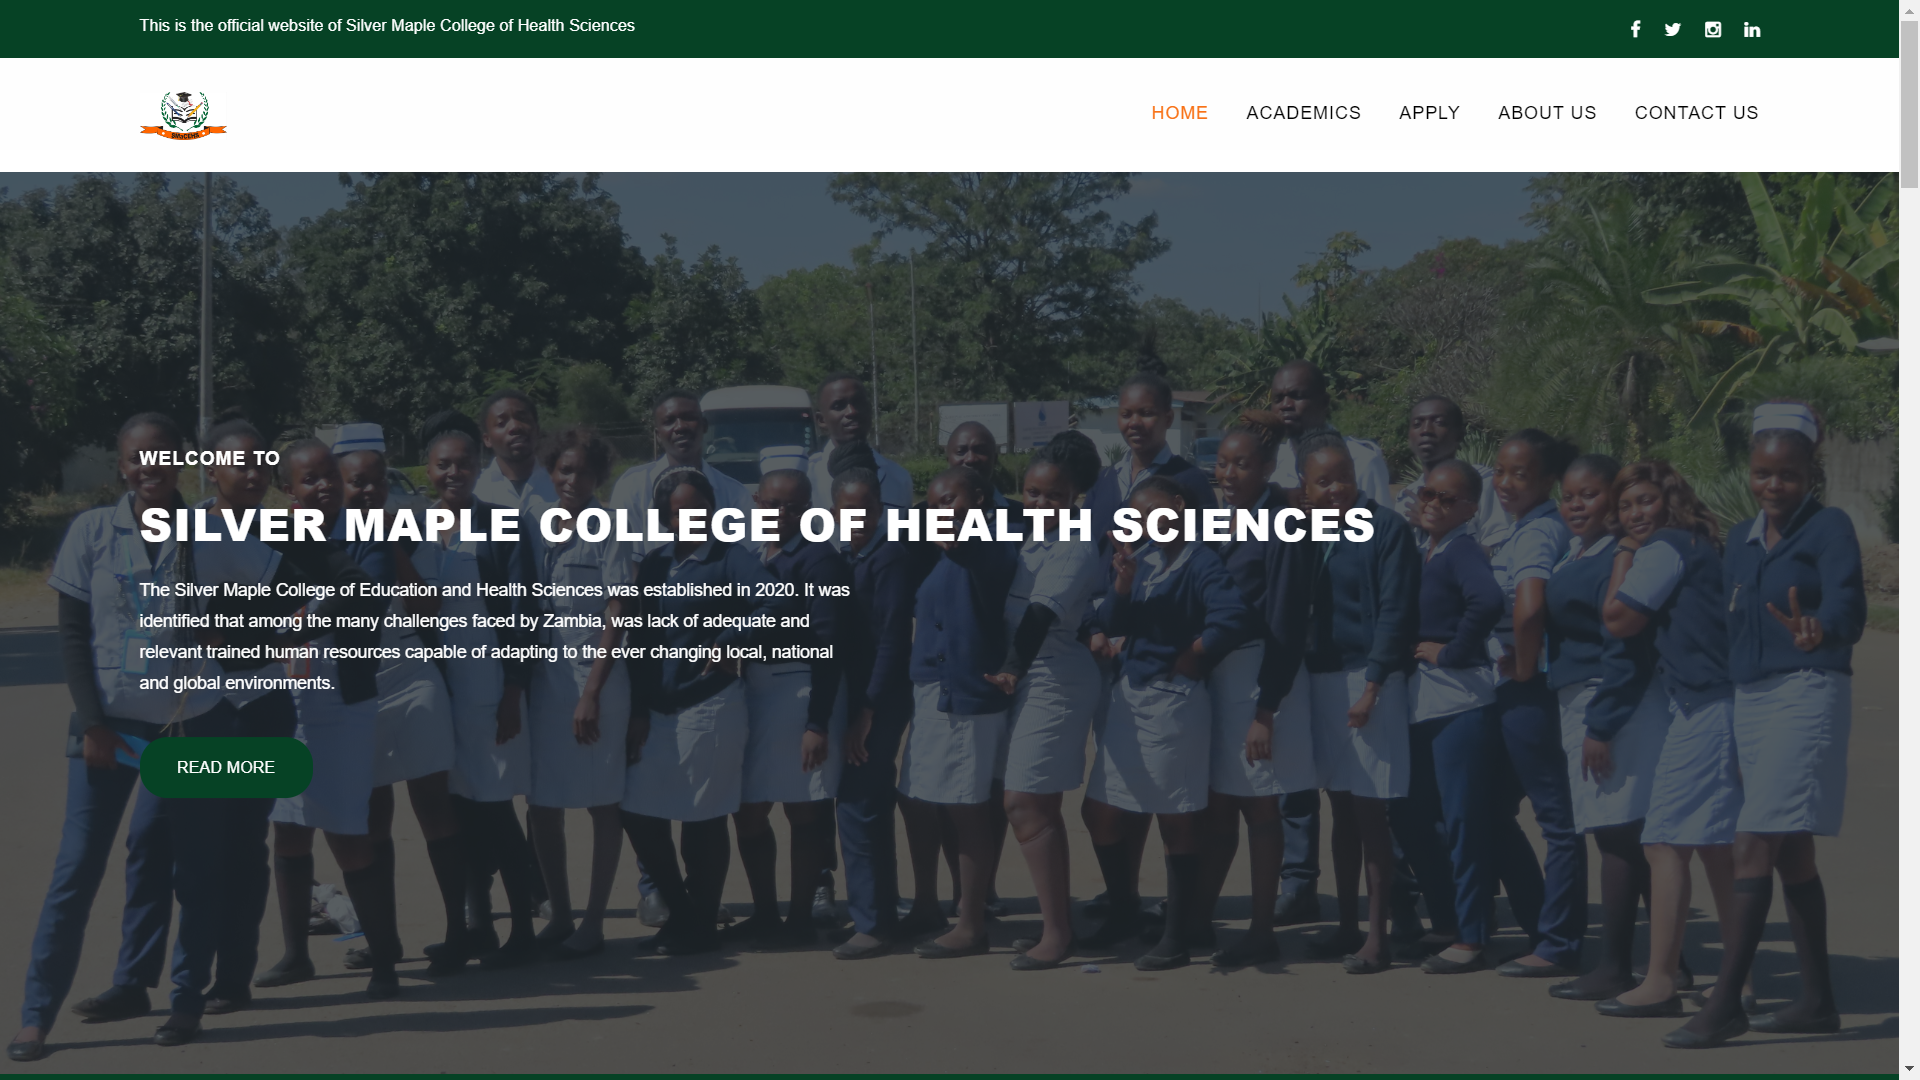 This is the official website of Silver Maple College of Health Sciences
HOME ACADEMICS APPLY ABOUT US CONTACT US
WELCOME TO
SILVER MAPLE COLLEGE OF HEALTH SCIENCES
The Silver Maple College of Education and Health Sciences was established in 2020. It was
identified that among the many challenges faced by Zambia, was lack of adequate and
relevant trained human resources capable of adapting to the ever changing local, national
and global environments.
READ MORE